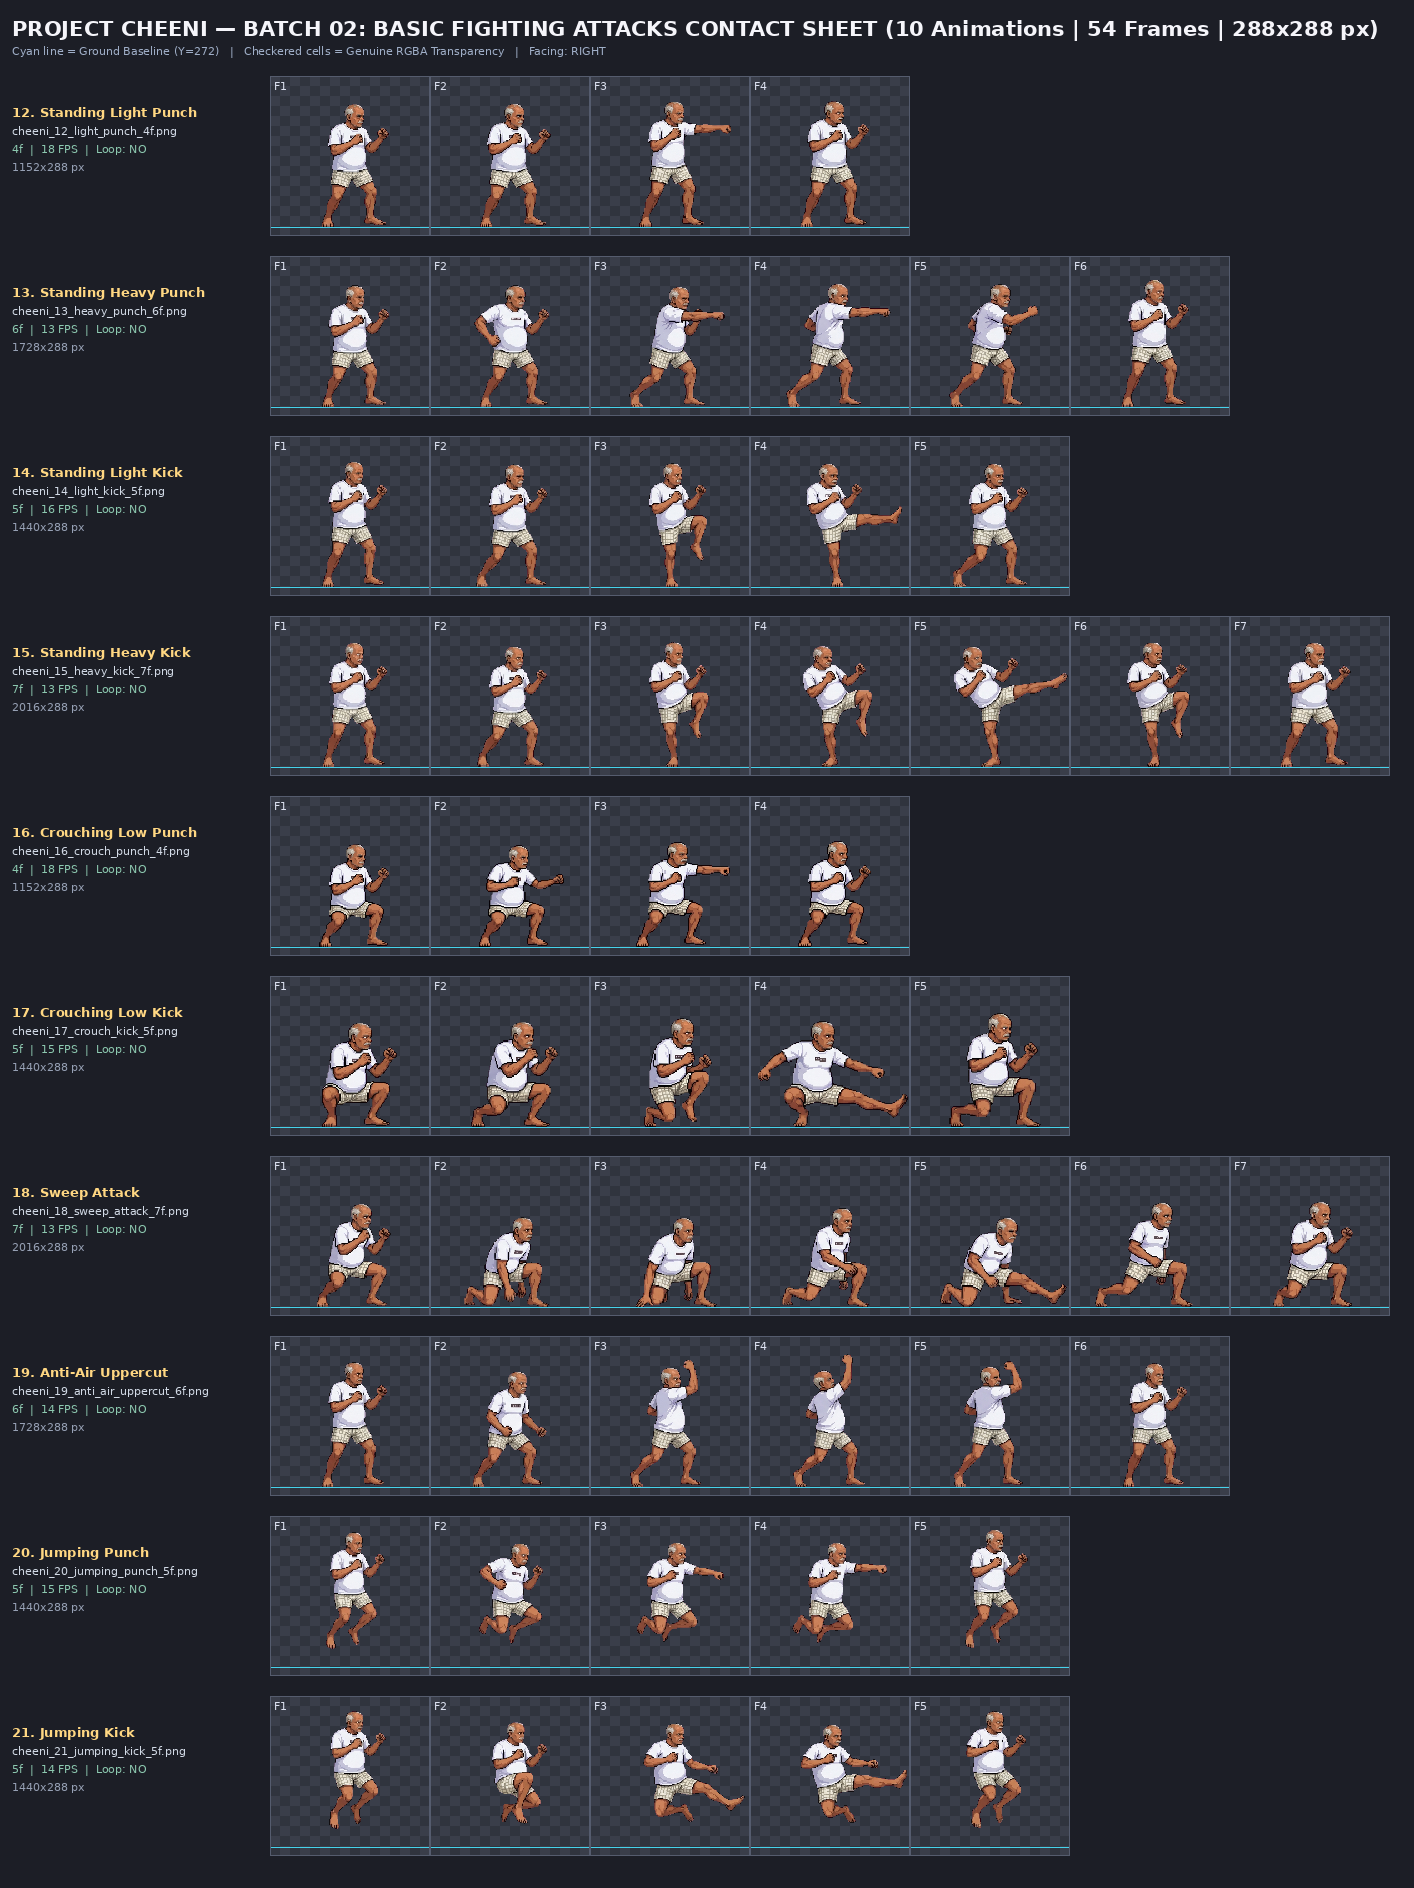 PROJECT CHEENI — BATCH 02: BASIC FIGHTING ATTACKS CONTACT SHEET (10 Animations | 54 Frames | 288x288 px)
Cyan line = Ground Baseline (Y=272) | Checkered cells = Genuine RGBA Transparency | Facing: RIGHT
F1 F2 F3 F4
12. Standing Light Punch
cheeni_12_light_punch_4f.png
4f | 18 FPS | Loop: NO
1152x288 px
F1 F2 F3 F4 F5 F6
13. Standing Heavy Punch
cheeni_13_heavy_punch_6f.png
6f | 13 FPS | Loop: NO
1728x288 px
F1 F2 F3 F4 F5
14. Standing Light Kick
cheeni_14_light_kick_5f.png
5f | 16 FPS | Loop: NO
1440x288 px
F1 F2 F3 F4 F5 F6 F7
15. Standing Heavy Kick
cheeni_15_heavy_kick_7f.png
7f | 13 FPS | Loop: NO
2016x288 px
F1 F2 F3 F4
16. Crouching Low Punch
cheeni_16_crouch_punch_4f.png
4f | 18 FPS | Loop: NO
1152x288 px
F1 F2 F3 F4 F5
17. Crouching Low Kick
cheeni_17_crouch_kick_5f.png
5f | 15 FPS | Loop: NO
1440x288 px
F1 F2 F3 F4 F5 F6 F7
18. Sweep Attack
cheeni_18_sweep_attack_7f.png
7f | 13 FPS | Loop: NO
2016x288 px
F1 F2 F3 F4 F5 F6
19. Anti-Air Uppercut
cheeni_19_anti_air_uppercut_6f.png
6f | 14 FPS | Loop: NO
1728x288 px
F1 F2 F3 F4 F5
20. Jumping Punch
cheeni_20_jumping_punch_5f.png
5f | 15 FPS | Loop: NO
1440x288 px
F1 F2 F3 F4 F5
21. Jumping Kick
cheeni_21_jumping_kick_5f.png
5f | 14 FPS | Loop: NO
1440x288 px